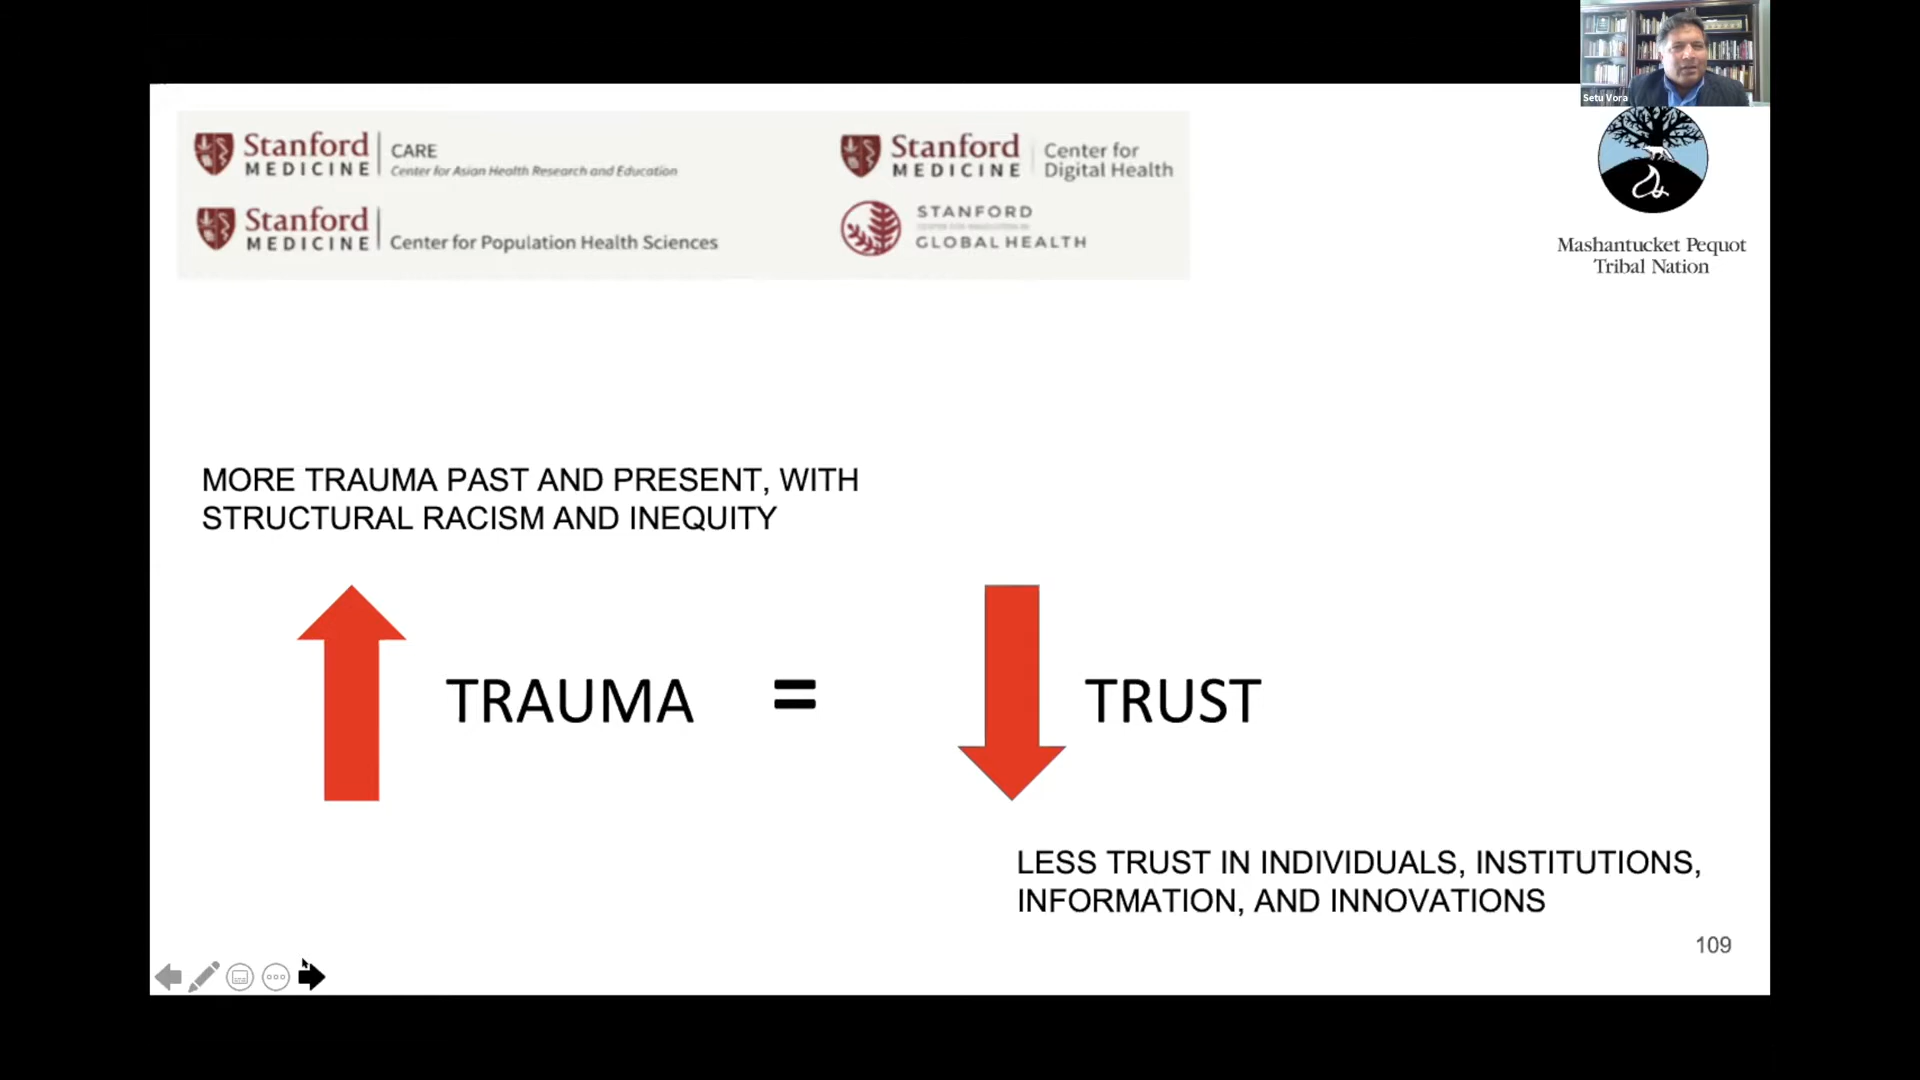 Setu Vora
Stanford
MEDICINE
CARE
Center for Asian Health Research and Education
Stanford
MEDICINE
Center for
Digital Health
Stanford
MEDICINE
Center for Population Health Sciences
STANFORD
GLOBAL HEALTH
Mashantucket Pequot
Tribal Nation
MORE TRAUMA PAST AND PRESENT, WITH
STRUCTURAL RACISM AND INEQUITY
TRAUMA = TRUST
LESS TRUST IN INDIVIDUALS, INSTITUTIONS,
INFORMATION, AND INNOVATIONS
109